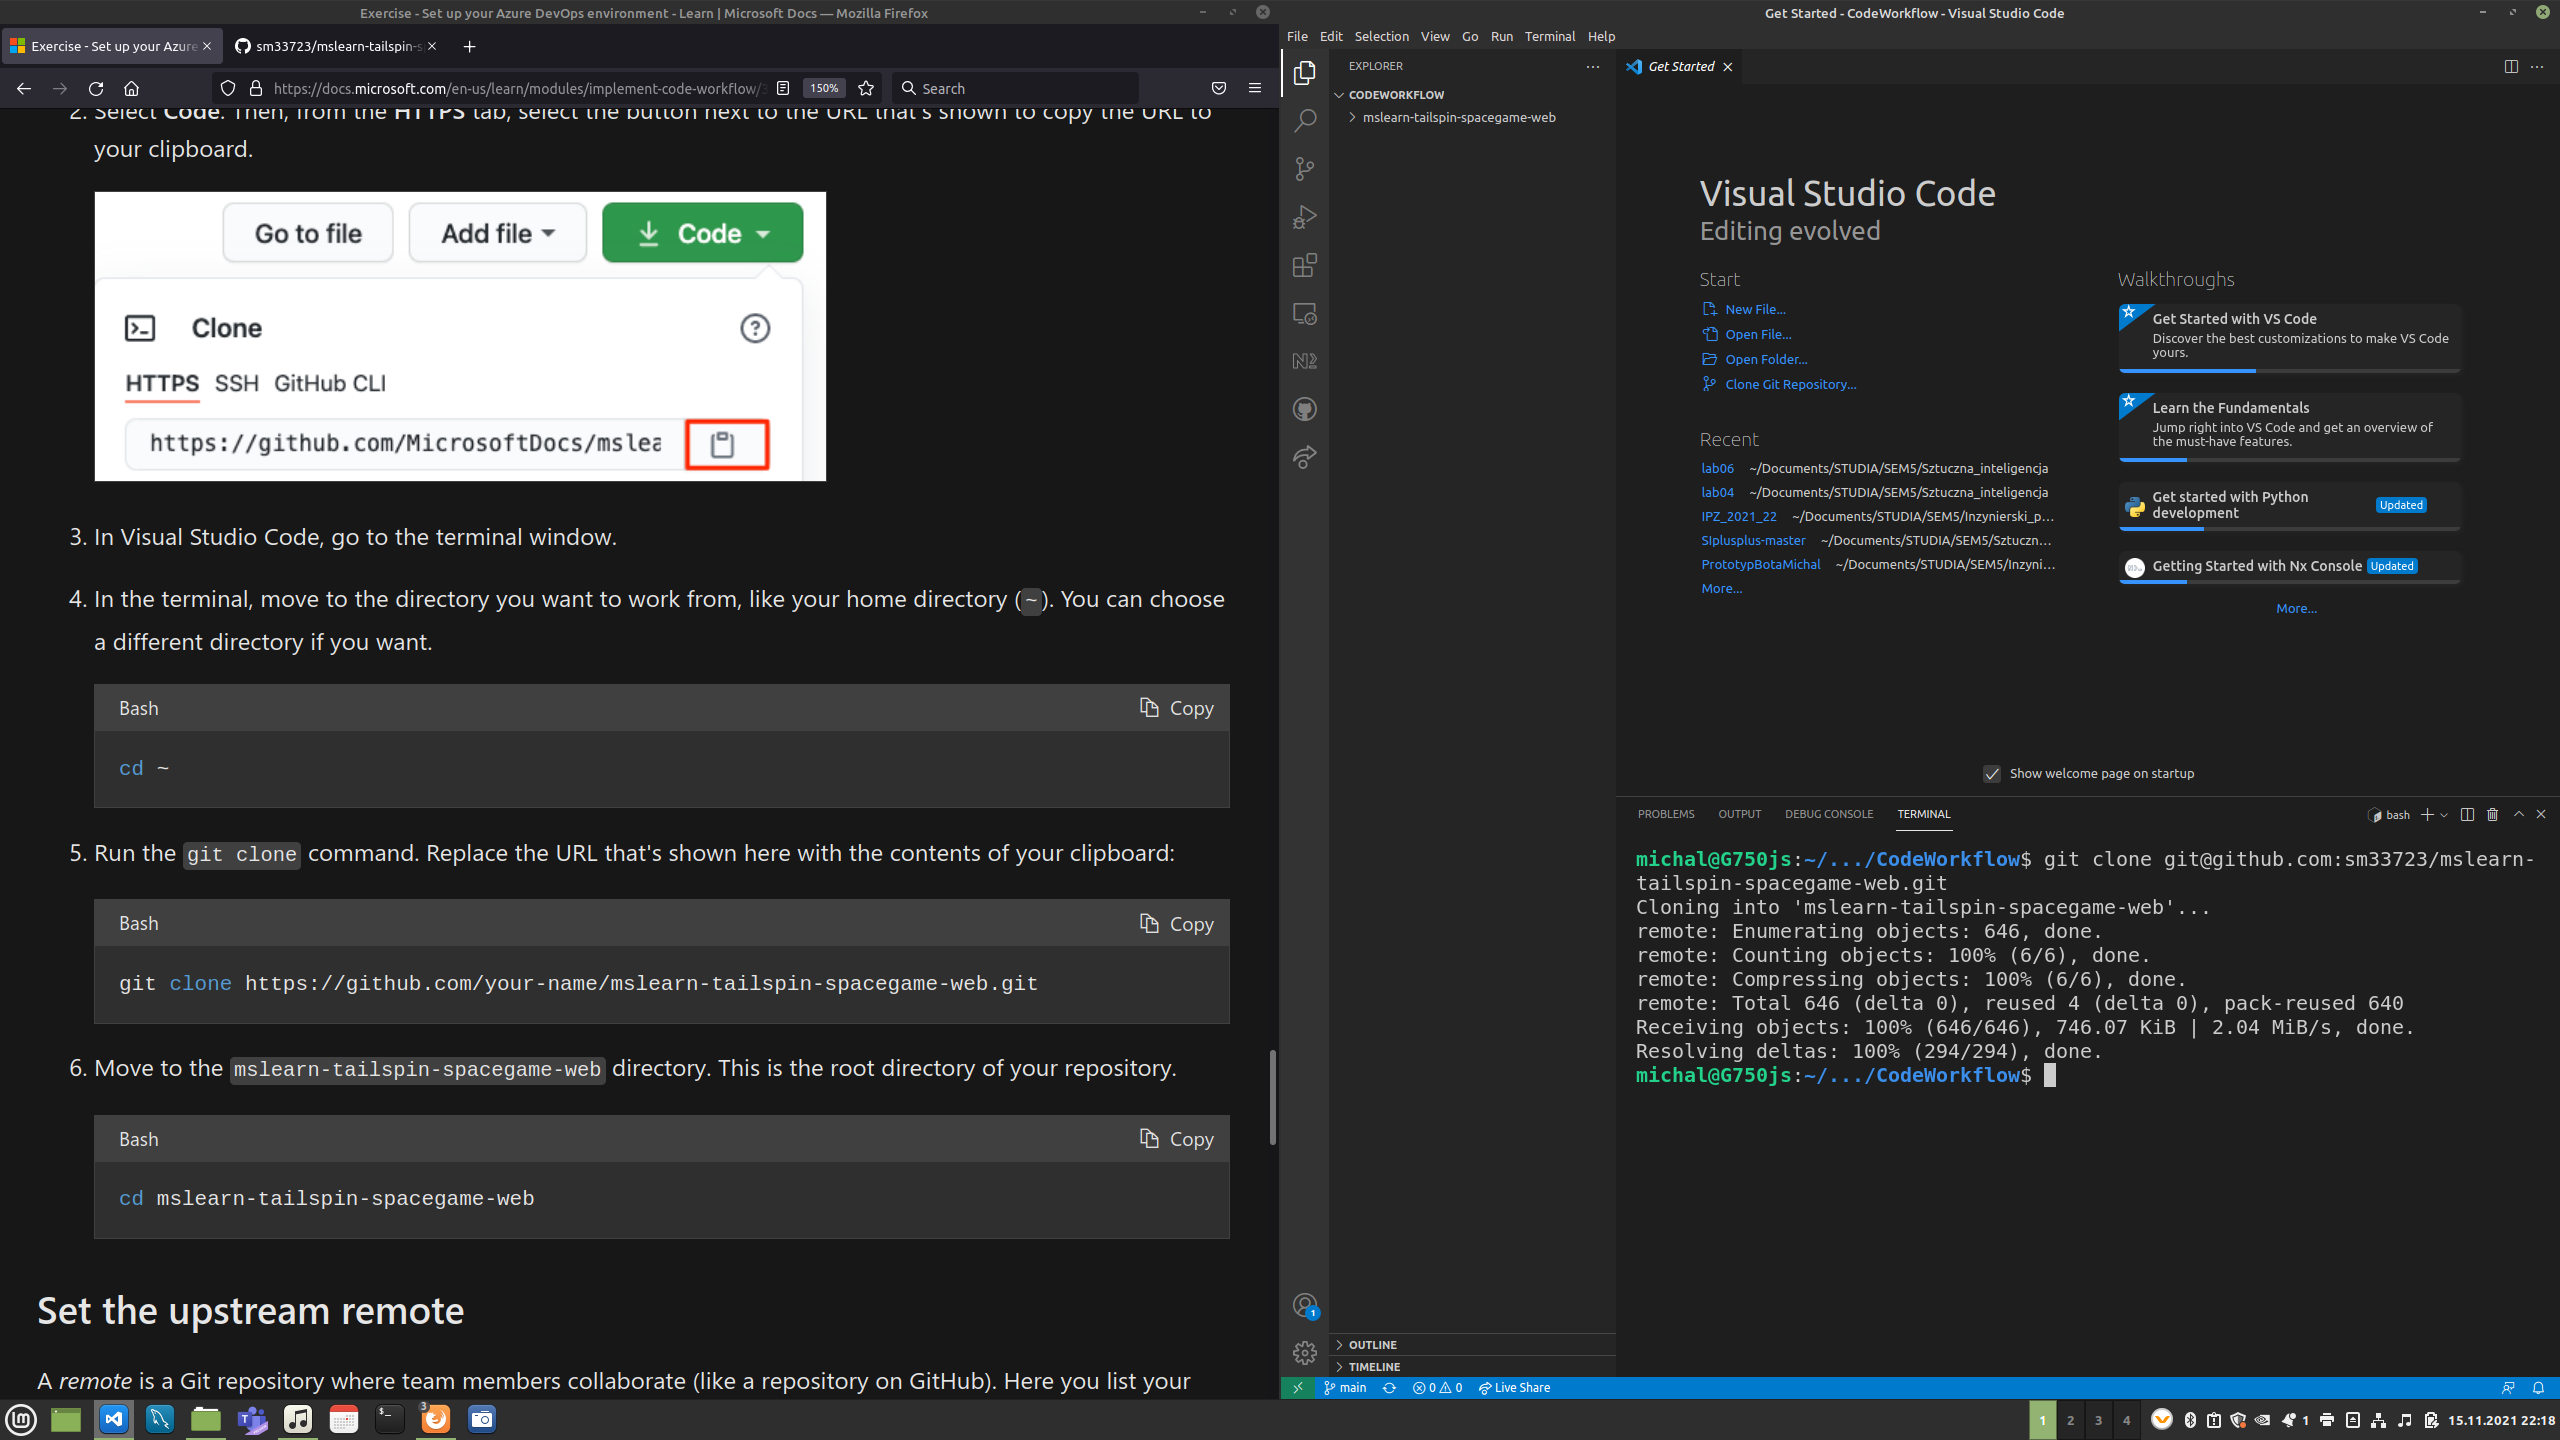 Exercise - Set up your Azure DevOps environment - Learn | Microsoft Docs — Mozilla Firefox
Exercise - Set up your Azure
sm33723/mslearn-tailspin-s
https://docs.microsoft.com/en-us/learn/modules/implement-code-workflow/3
150%
Search
2. Select Code. Then, from the HTTPS tab, select the button next to the URL that's shown to copy the URL to
your clipboard.
Go to file
Add file
Code
Clone
HTTPS SSH GitHub CLI
https://github.com/MicrosoftDocs/mslea
3. In Visual Studio Code, go to the terminal window.
4. In the terminal, move to the directory you want to work from, like your home directory (~). You can choose
a different directory if you want.
Bash
Copy
cd ~
5. Run the git clone command. Replace the URL that's shown here with the contents of your clipboard:
Bash
Copy
git clone https://github.com/your-name/mslearn-tailspin-spacegame-web.git
6. Move to the mslearn-tailspin-spacegame-web directory. This is the root directory of your repository.
Bash
Copy
cd mslearn-tailspin-spacegame-web
Set the upstream remote
A remote is a Git repository where team members collaborate (like a repository on GitHub). Here you list your
Get Started - CodeWorkflow - Visual Studio Code
File Edit Selection View Go Run Terminal Help
EXPLORER
CODEWORKFLOW
mslearn-tailspin-spacegame-web
OUTLINE
TIMELINE
Get Started
Visual Studio Code
Editing evolved
Start
New File...
Open File...
Open Folder...
Clone Git Repository...
Recent
lab06 ~/Documents/STUDIA/SEM5/Sztuczna_inteligencja
lab04 ~/Documents/STUDIA/SEM5/Sztuczna_inteligencja
IPZ_2021_22 ~/Documents/STUDIA/SEM5/Inzynierski_p...
SIplusplus-master ~/Documents/STUDIA/SEM5/Sztuczn...
PrototypBotaMichal ~/Documents/STUDIA/SEM5/Inzyni...
More...
Walkthroughs
Get Started with VS Code
Discover the best customizations to make VS Code
yours.
Learn the Fundamentals
Jump right into VS Code and get an overview of
the must-have features.
Get started with Python
development
Updated
Getting Started with Nx Console Updated
More...
Show welcome page on startup
PROBLEMS OUTPUT DEBUG CONSOLE TERMINAL
bash
michal@G750js:~/.../CodeWorkflow$ git clone git@github.com:sm33723/mslearn-
tailspin-spacegame-web.git
Cloning into 'mslearn-tailspin-spacegame-web'...
remote: Enumerating objects: 646, done.
remote: Counting objects: 100% (6/6), done.
remote: Compressing objects: 100% (6/6), done.
remote: Total 646 (delta 0), reused 4 (delta 0), pack-reused 640
Receiving objects: 100% (646/646), 746.07 KiB | 2.04 MiB/s, done.
Resolving deltas: 100% (294/294), done.
michal@G750js:~/.../CodeWorkflow$
1
main
0 0
Live Share
3
1 2 3 4
1
15.11.2021 22:18